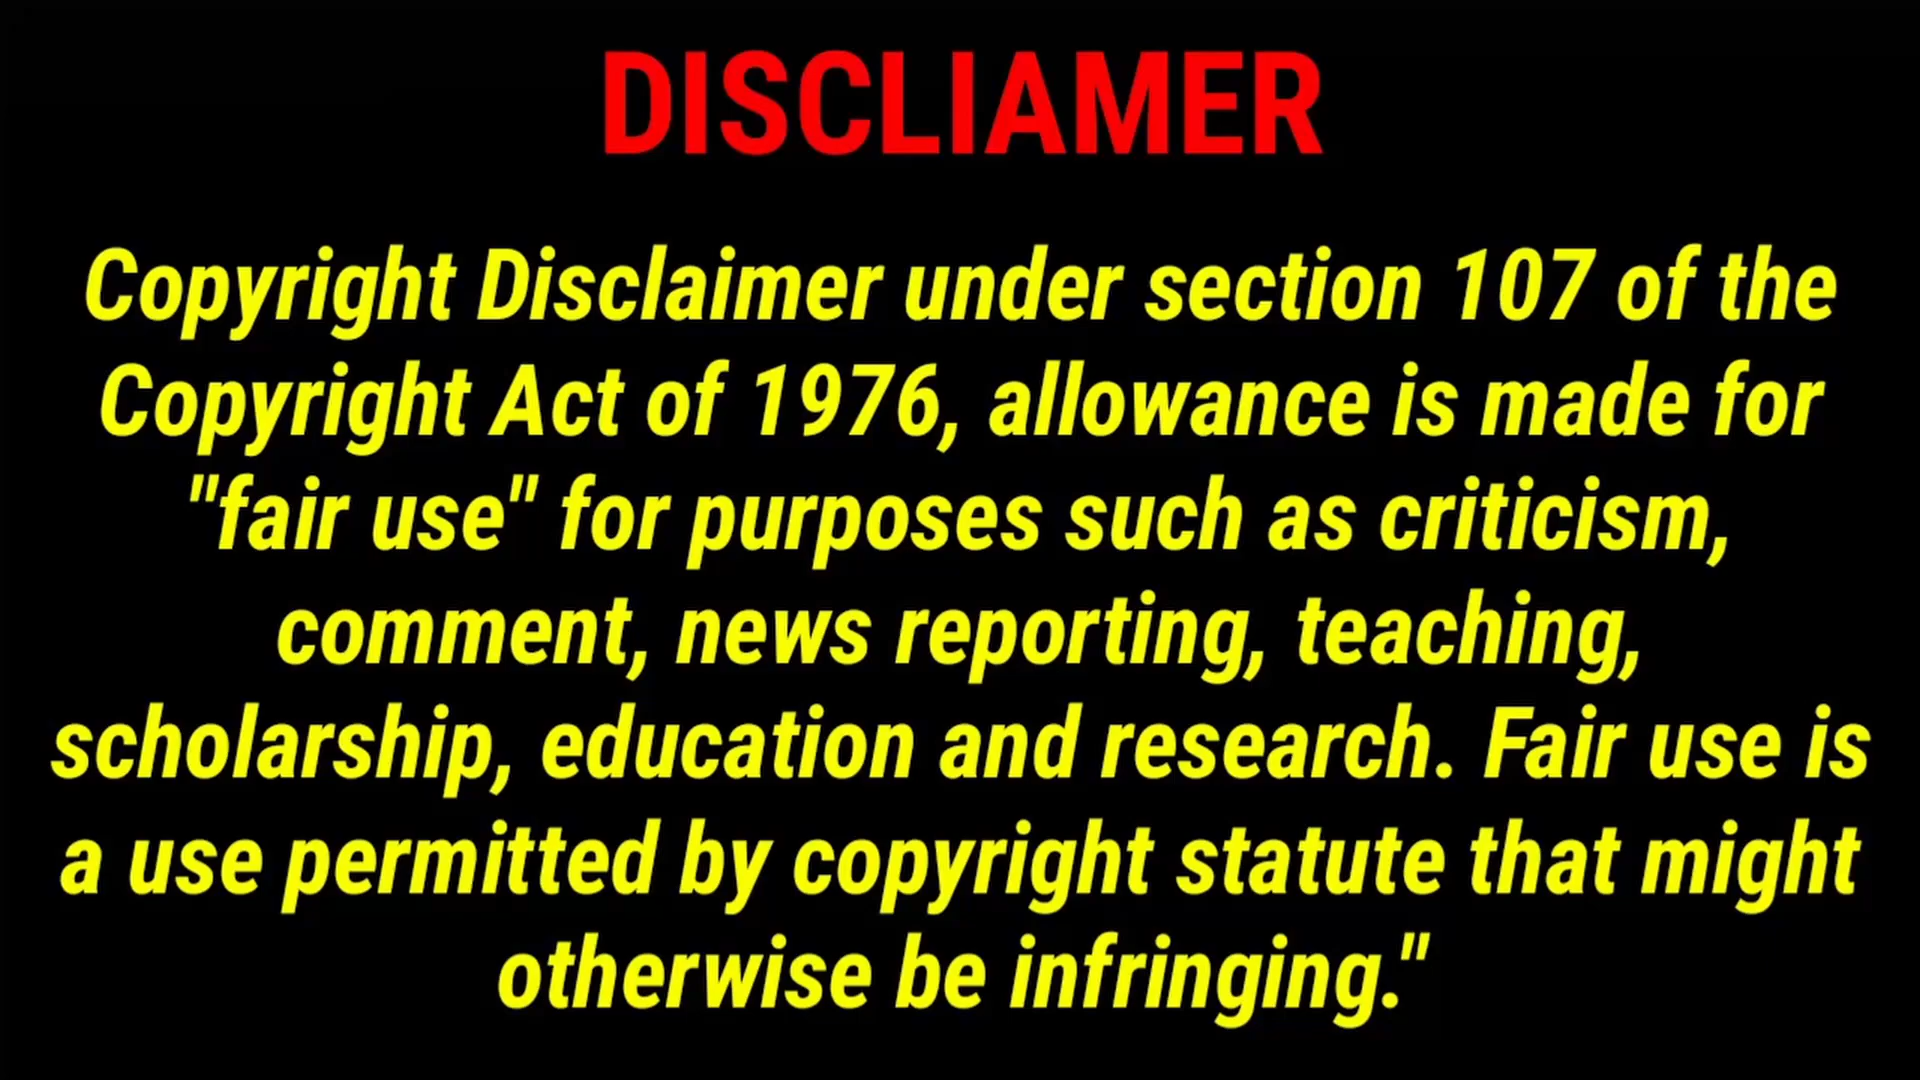 DISCLIAMER
Copyright Disclaimer under section 107 of the
Copyright Act of 1976, allowance is made for
"fair use" for purposes such as criticism,
comment, news reporting, teaching,
scholarship, education and research. Fair use is
a use permitted by copyright statute that might
otherwise be infringing."